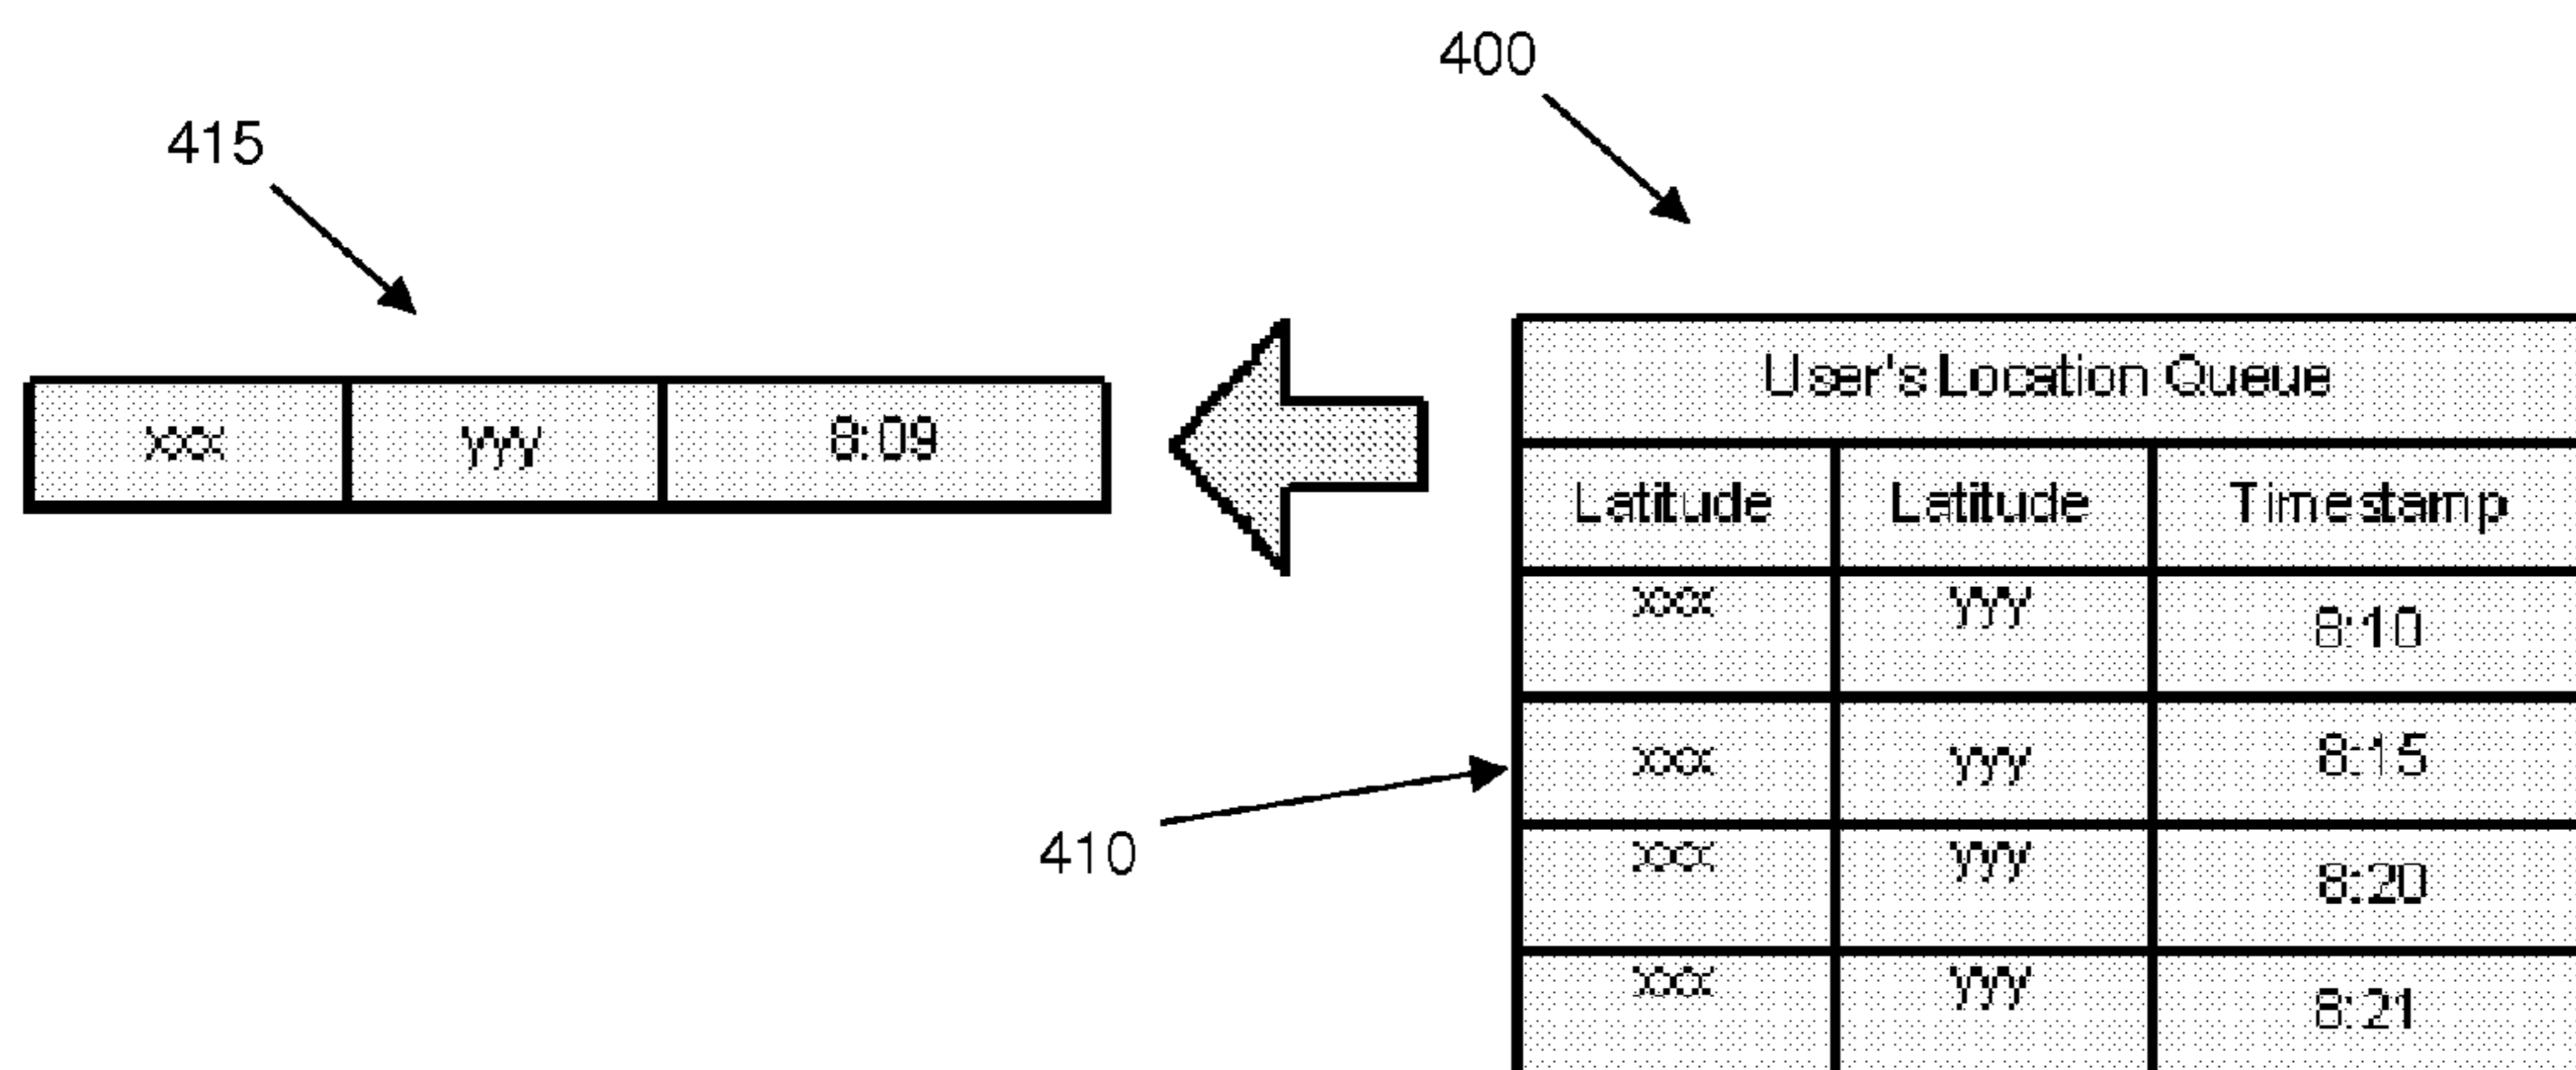 400
415
User's Location Queue
xxx yyy 8:09
Latitude Latitude Timestamp
xxx yyy 8:10
xxx yyy 8:15
410
xxx yyy 8:20
xxx yyy 8:21